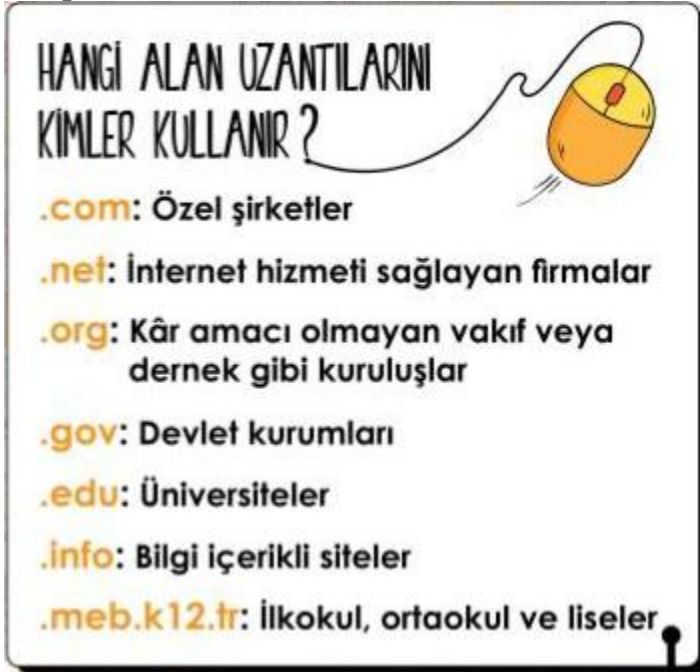 HANGİ ALAN UZANTILARINI
KİMLER KULLANIR?
.com: Özel şirketler
.net: İnternet hizmeti sağlayan firmalar
.org: Kâr amacı olmayan vakıf veya
dernek gibi kuruluşlar
.gov: Devlet kurumları
.edu: Üniversiteler
.info: Bilgi içerikli siteler
.meb.k12.tr: İlkokul, ortaokul ve liseler